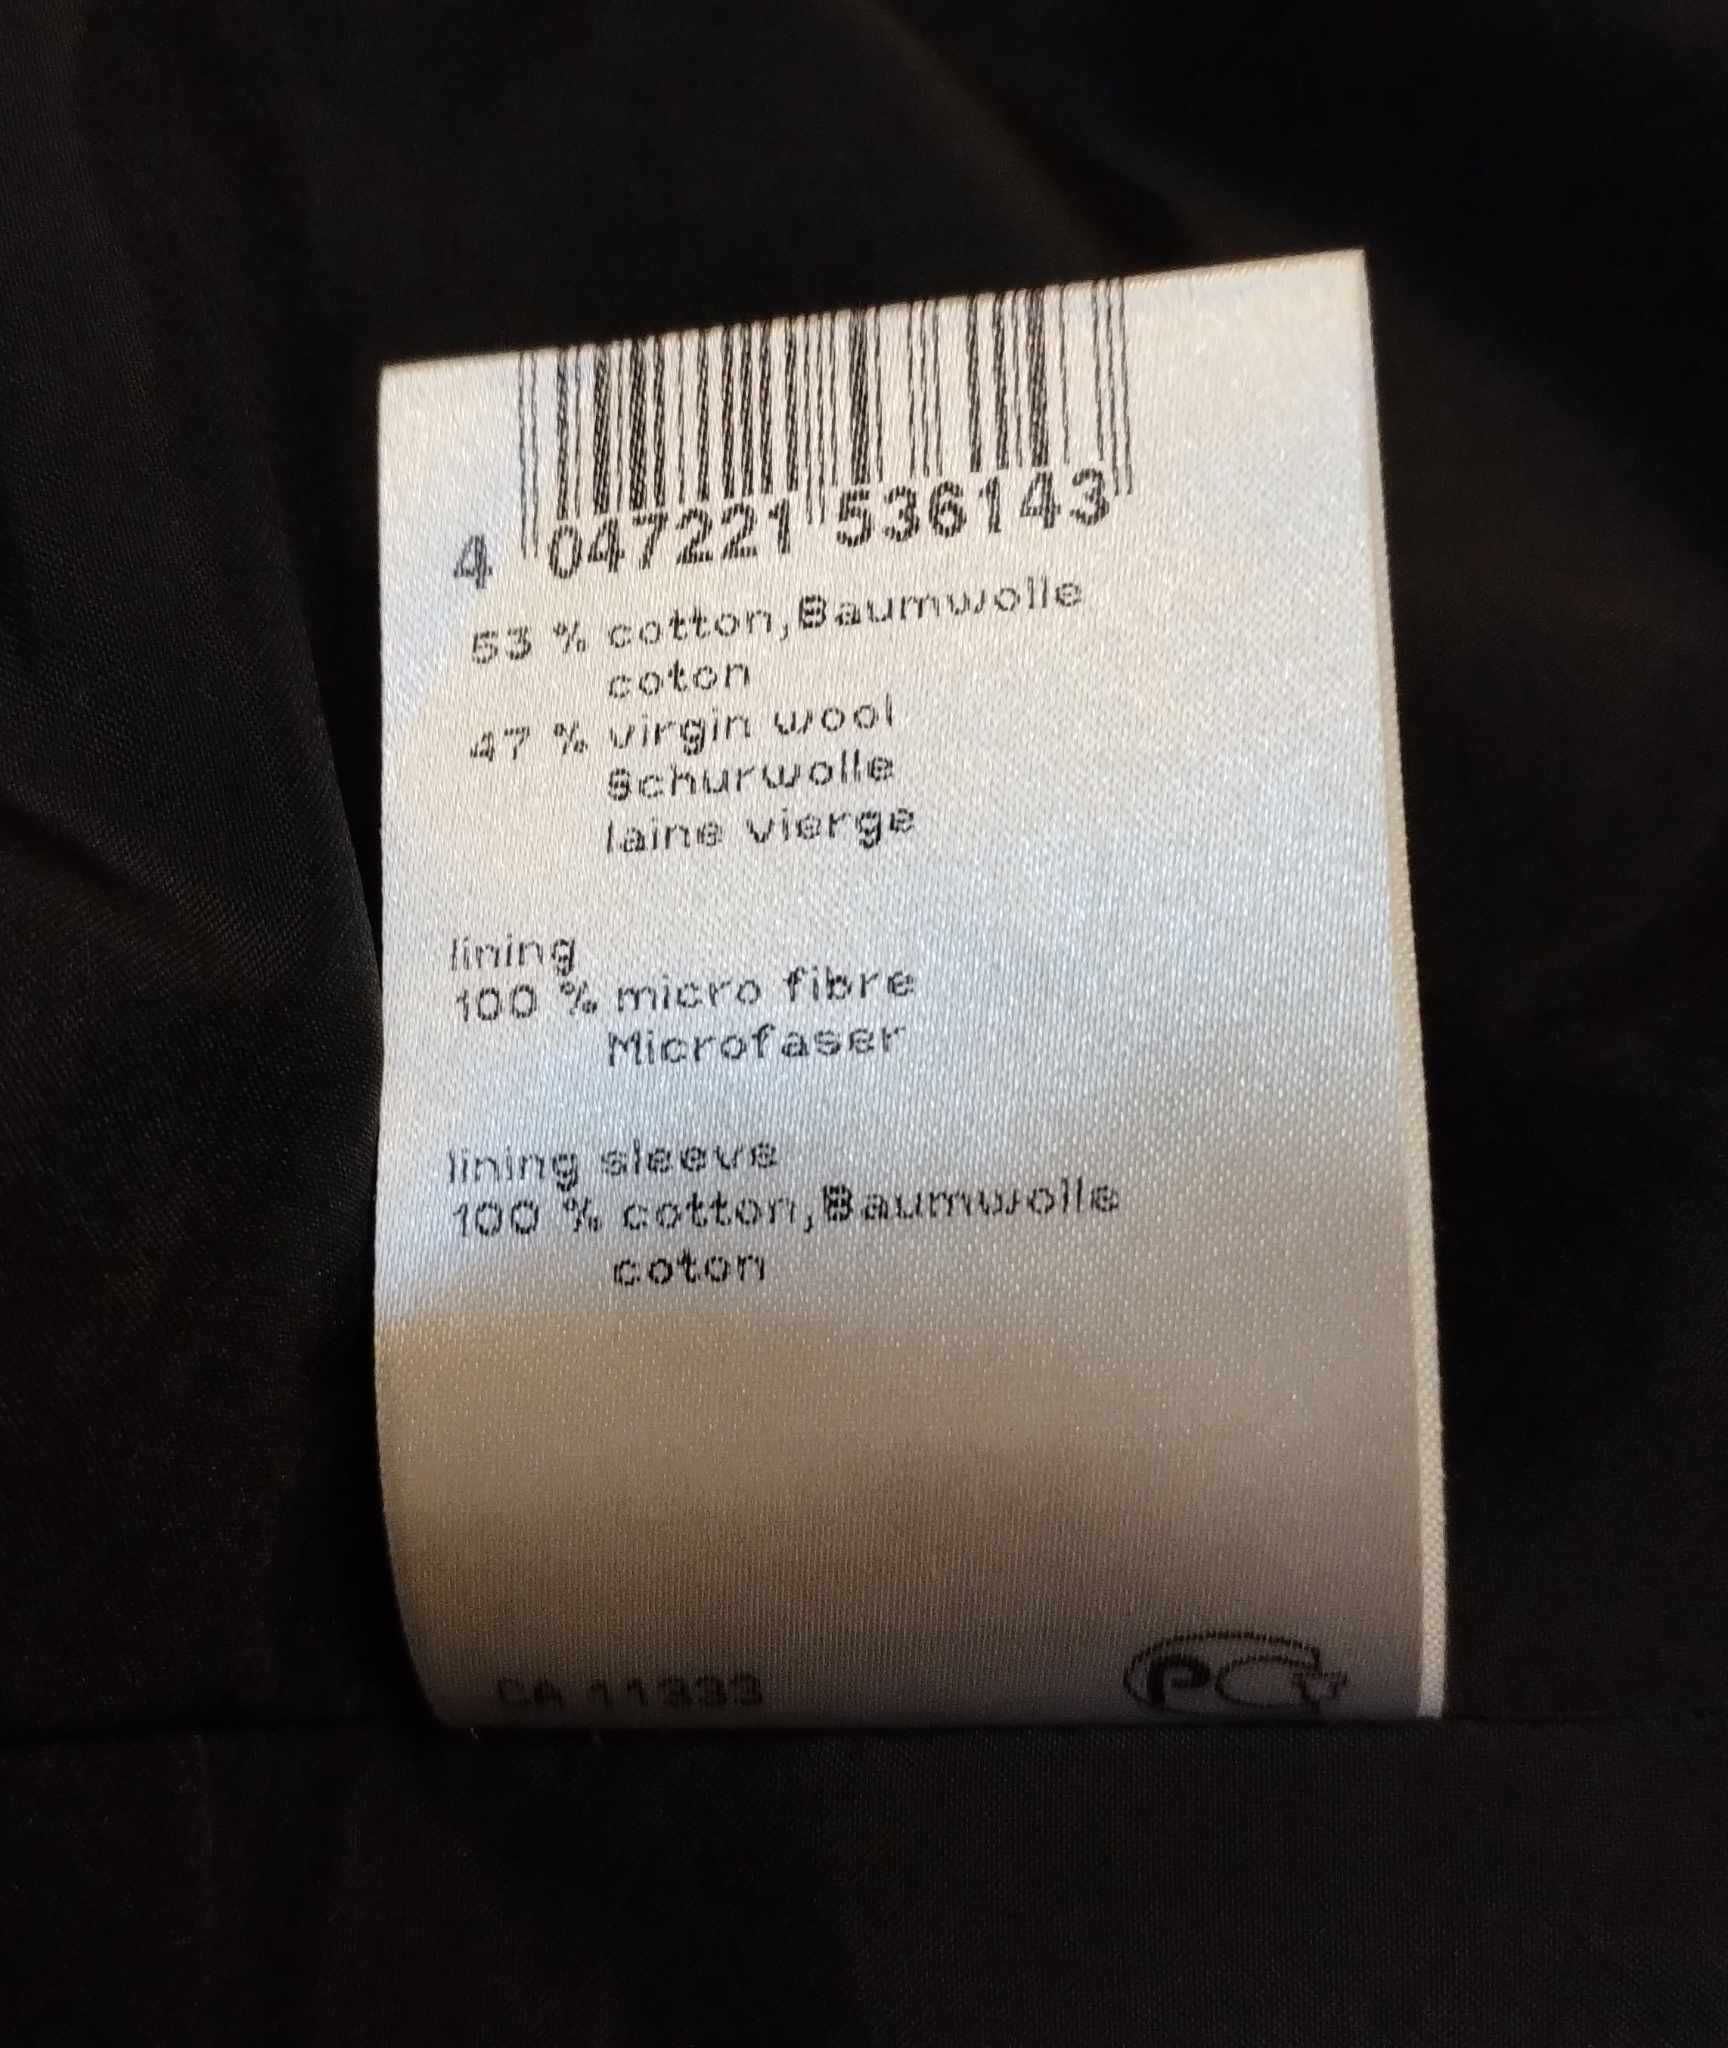 4 047221 536143
53 % cotton,Baumwolle
coton
47 % virgin wool
Schurwolle
laine vierge
lining
100 % micro fibre
Microfaser
lining sleeve
100 % cotton,Baumwolle
coton
CA 11333